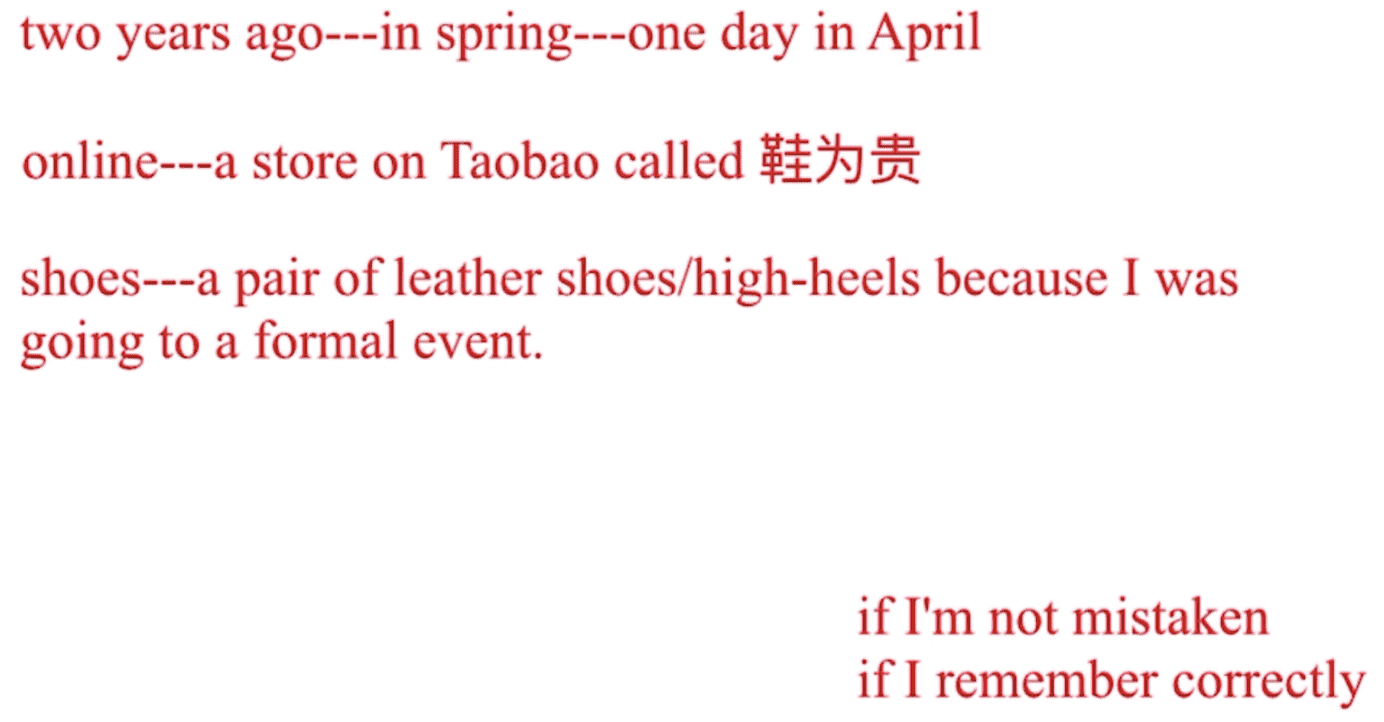 two years ago---in spring---one day in April
online---a store on Taobao called 鞋为贵
shoes---a pair of leather shoes/high-heels because I was
going to a formal event.
if I'm not mistaken
if I remember correctly